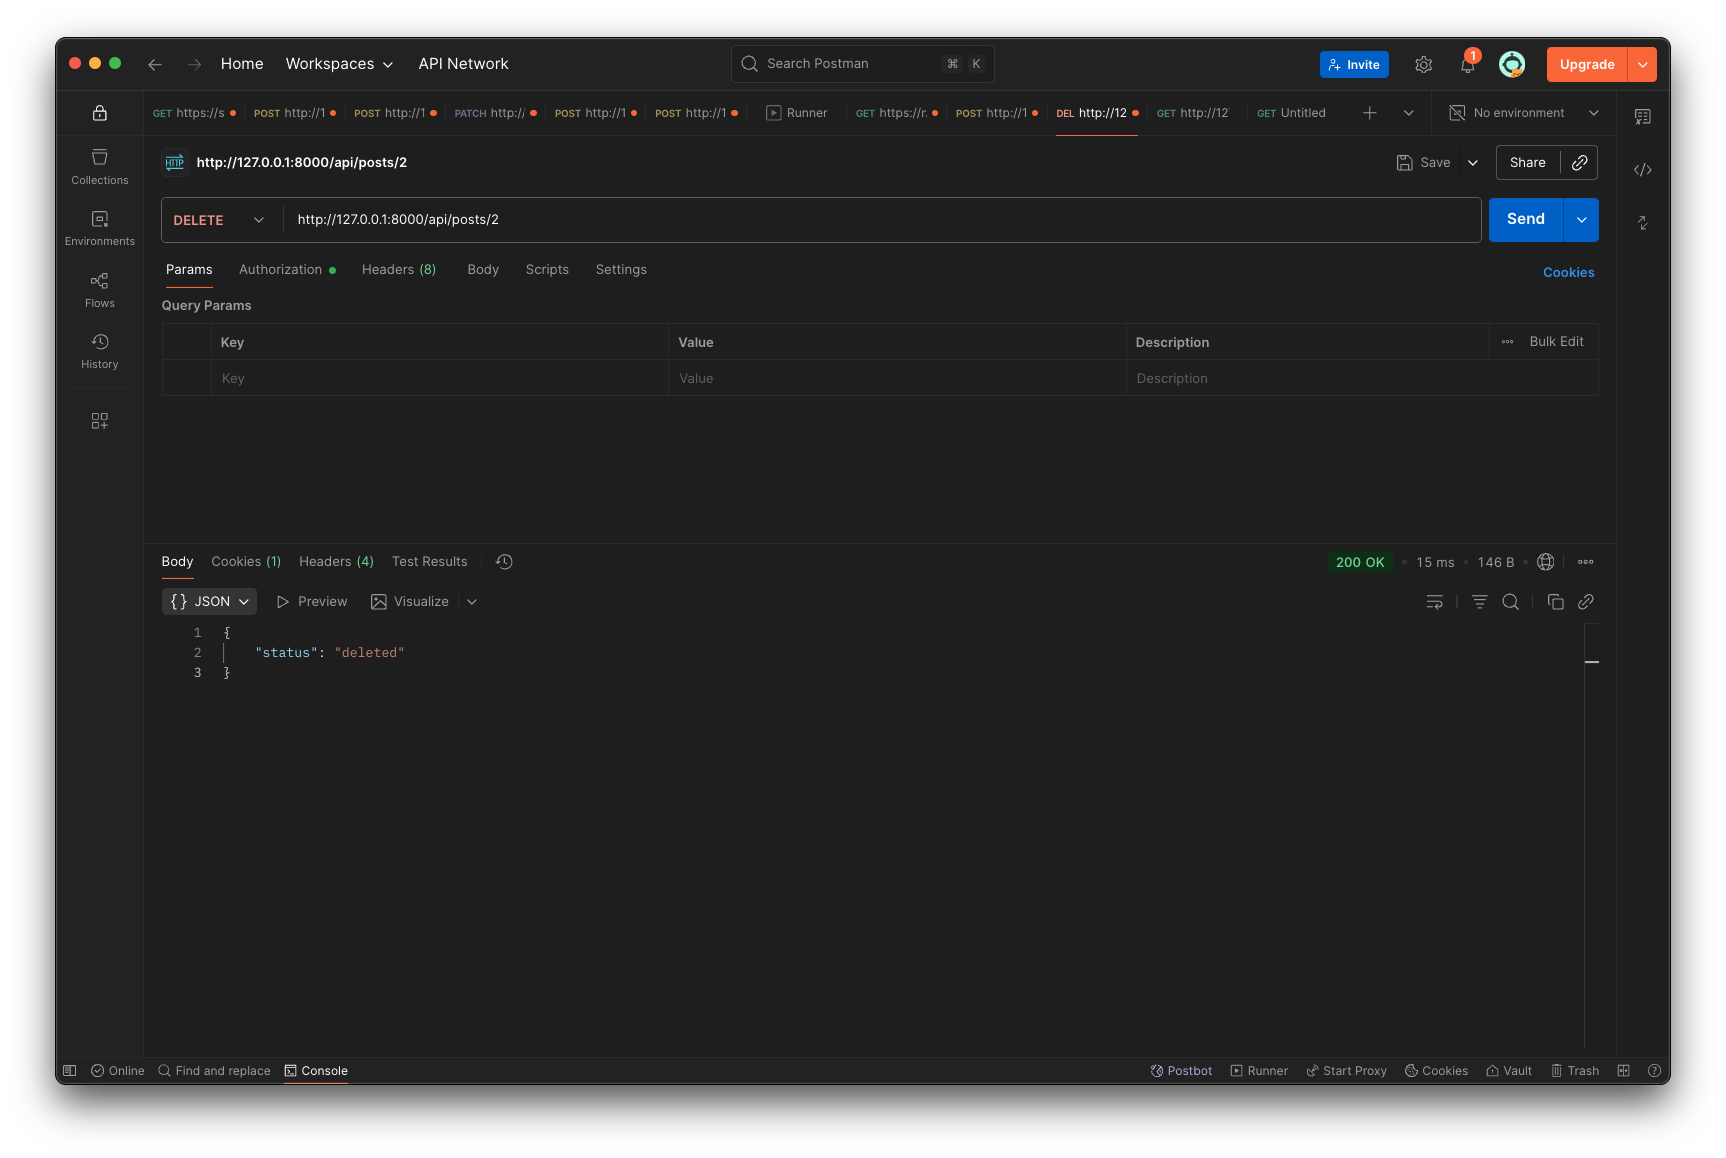 Home Workspaces API Network Search Postman ⌘ K Invite 1 Upgrade
GET https://s POST http://1 POST http://1 PATCH http:/ POST http://1 POST http://1 Runner GET https://r. POST http://1 DEL http://12 GET http://12 GET Untitled No environment
HTTP http://127.0.0.1:8000/api/posts/2 Save Share
Collections
Environments
Flows
History
DELETE http://127.0.0.1:8000/api/posts/2 Send
Params Authorization Headers (8) Body Scripts Settings Cookies
Query Params
Key Value Description Bulk Edit
Key Value Description
Body Cookies (1) Headers (4) Test Results 200 OK • 15 ms • 146 B
{} JSON Preview Visualize
1 {
2 "status": "deleted"
3 }
Online Find and replace Console Postbot Runner Start Proxy Cookies Vault Trash